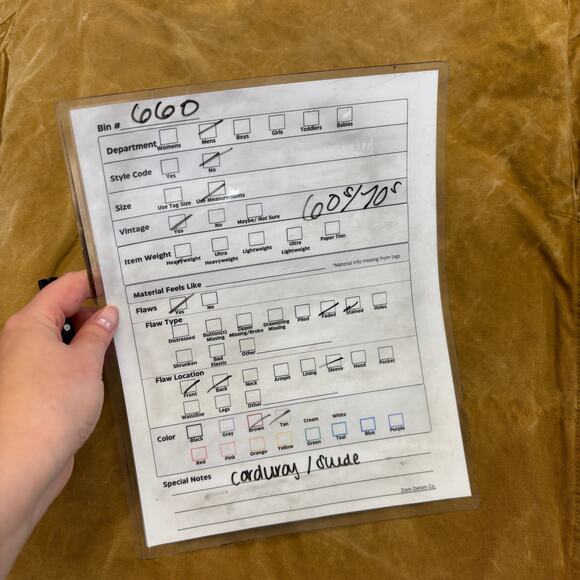 Bin # 660
Department Womens Mens Boys Girls Toddlers Babies
Style Code Yes No
Size Use Tag Size Use Measurements
Vintage Yes No Maybe/ Not Sure 60s/70s
Item Weight Heavyweight Ultra Heavyweight Lightweight Ultra Lightweight Paper Thin
Material Feels Like *Material info missing from tags
Flaws Yes No
Flaw Type Distressed Button(s) Missing Zipper Missing/Broke Drawstring Missing Pilled Faded Stained Holes
Shrunken Bad Elastic Other
Flaw Location Front Back Neck Armpit Lining Sleeve Hood Pocket
Waistline Legs Other
Color Black Gray Brown Tan Cream White
Red Pink Orange Yellow Green Teal Blue Purple
Special Notes corduroy / Suide
Dom Denim Co.